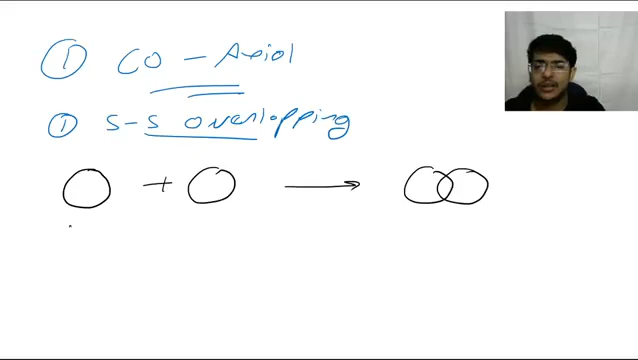 ① CO - Axial
① S-S overlapping
+